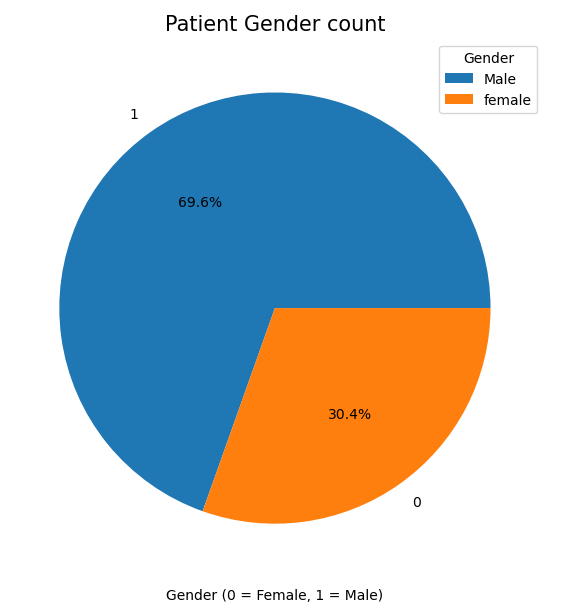 Patient Gender count
Gender
Male
female
1
69.6%
30.4%
0
Gender (0 = Female, 1 = Male)